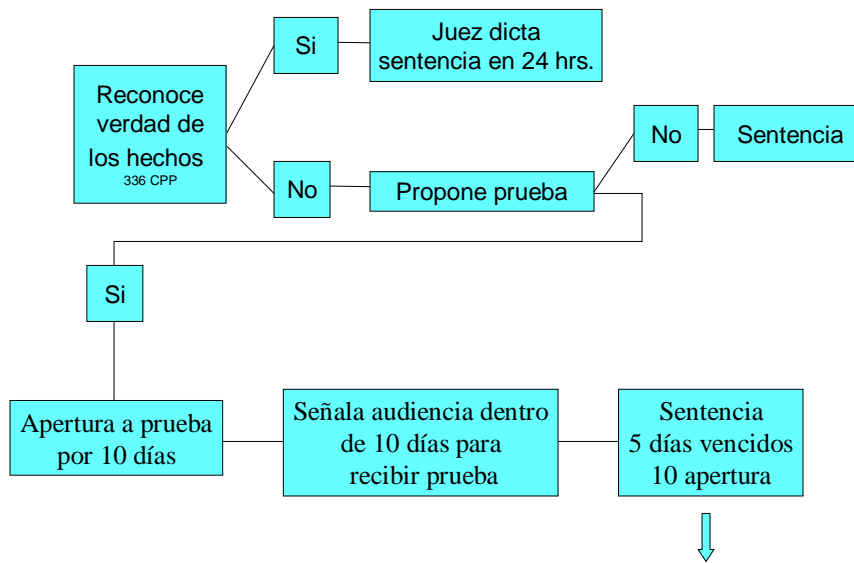 Si
Juez dicta
sentencia en 24 hrs.
Reconoce
verdad de
los hechos
336 CPP
No
Sentencia
No
Propone prueba
Si
Apertura a prueba
por 10 días
Señala audiencia dentro
de 10 días para
recibir prueba
Sentencia
5 días vencidos
10 apertura